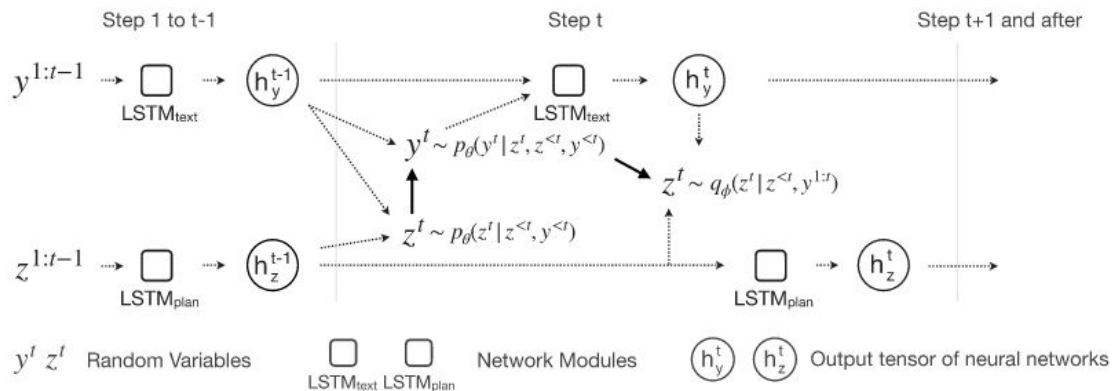 Step 1 to t-1 Step t Step t+1 and after
y^{1:t−1} LSTM_text h_y^{t-1} LSTM_text h_y^t
y^t ~ p_θ(y^t | z^t, z^{<t}, y^{<t})
z^t ~ q_ϕ(z^t | z^{<t}, y^{1:t})
z^t ~ p_θ(z^t | z^{<t}, y^{<t})
z^{1:t−1} LSTM_plan h_z^{t-1} LSTM_plan h_z^t
y^t z^t Random Variables LSTM_text LSTM_plan Network Modules h_y^t h_z^t Output tensor of neural networks